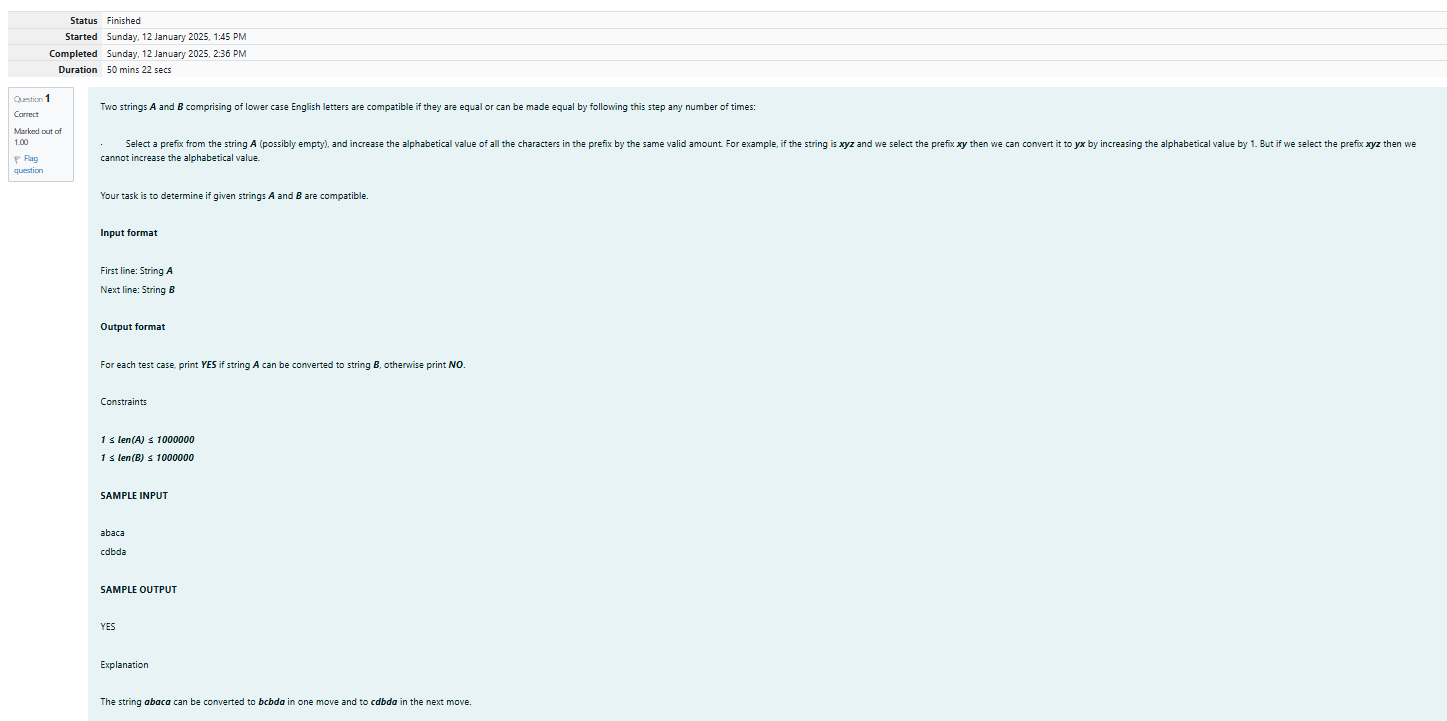 Status Finished
Started Sunday, 12 January 2025, 1:45 PM
Completed Sunday, 12 January 2025, 2:36 PM
Duration 50 mins 22 secs
Question 1
Correct
Marked out of
1.00
Flag
question
Two strings A and B comprising of lower case English letters are compatible if they are equal or can be made equal by following this step any number of times:
· Select a prefix from the string A (possibly empty), and increase the alphabetical value of all the characters in the prefix by the same valid amount. For example, if the string is xyz and we select the prefix xy then we can convert it to yx by increasing the alphabetical value by 1. But if we select the prefix xyz then we
cannot increase the alphabetical value.
Your task is to determine if given strings A and B are compatible.
Input format
First line: String A
Next line: String B
Output format
For each test case, print YES if string A can be converted to string B, otherwise print NO.
Constraints
1 ≤ len(A) ≤ 1000000
1 ≤ len(B) ≤ 1000000
SAMPLE INPUT
abaca
cdbda
SAMPLE OUTPUT
YES
Explanation
The string abaca can be converted to bcbda in one move and to cdbda in the next move.